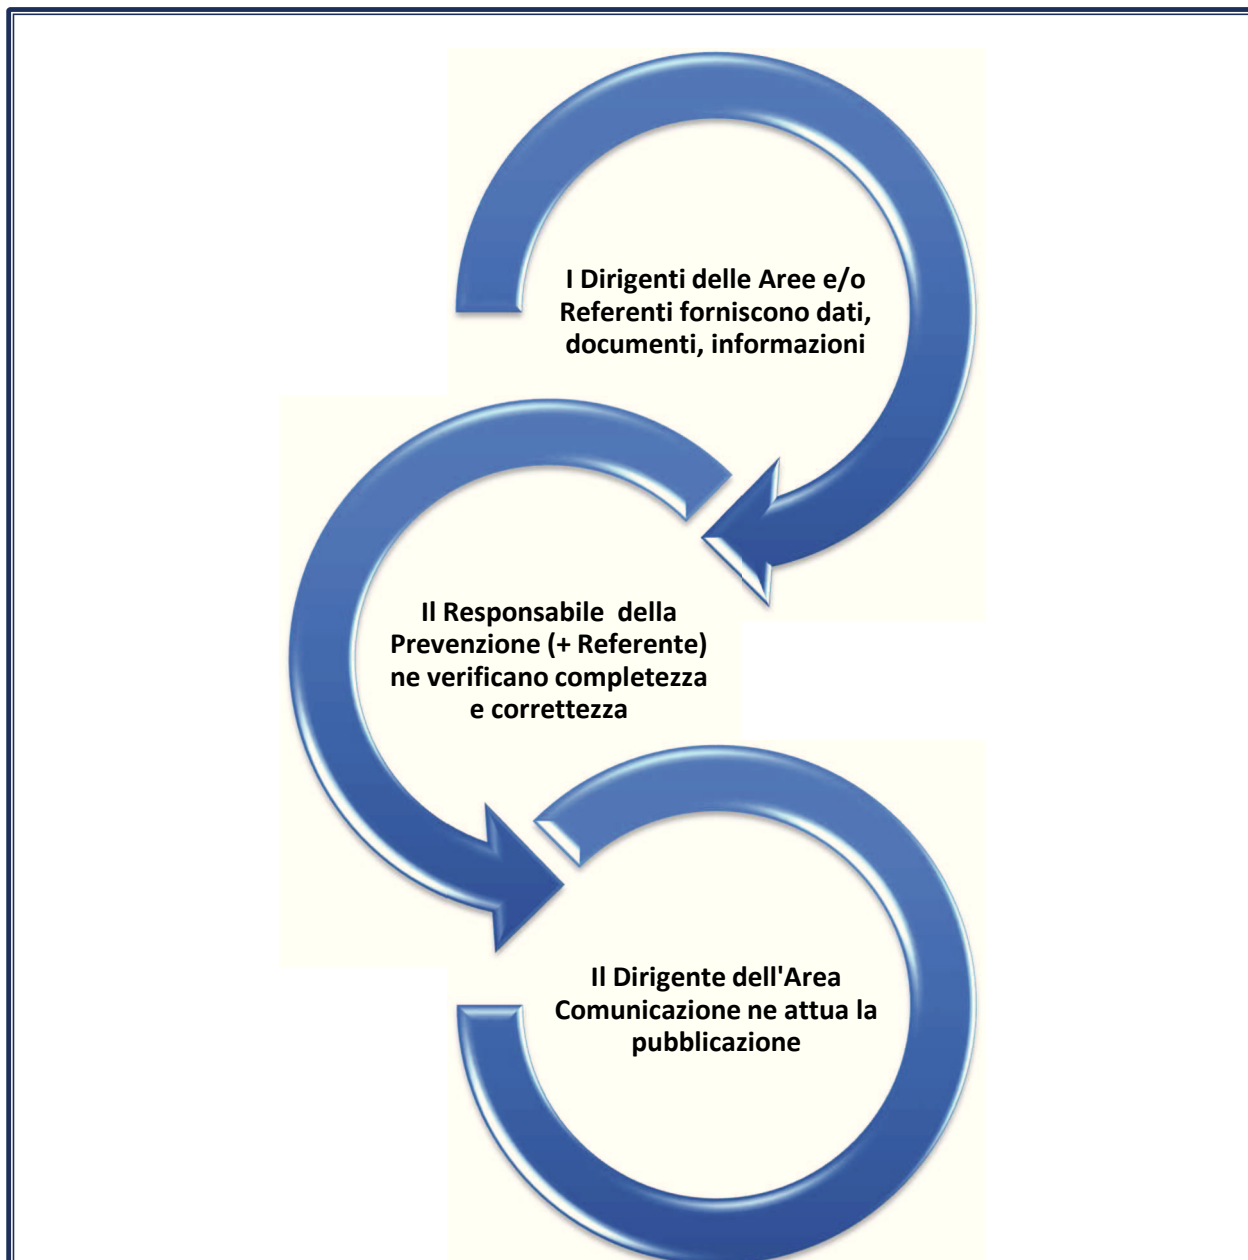 I Dirigenti delle Aree e/o
Referenti forniscono dati,
documenti, informazioni
Il Responsabile  della
Prevenzione (+ Referente)
ne verificano completezza
e correttezza
Il Dirigente dell'Area
Comunicazione ne attua la
pubblicazione